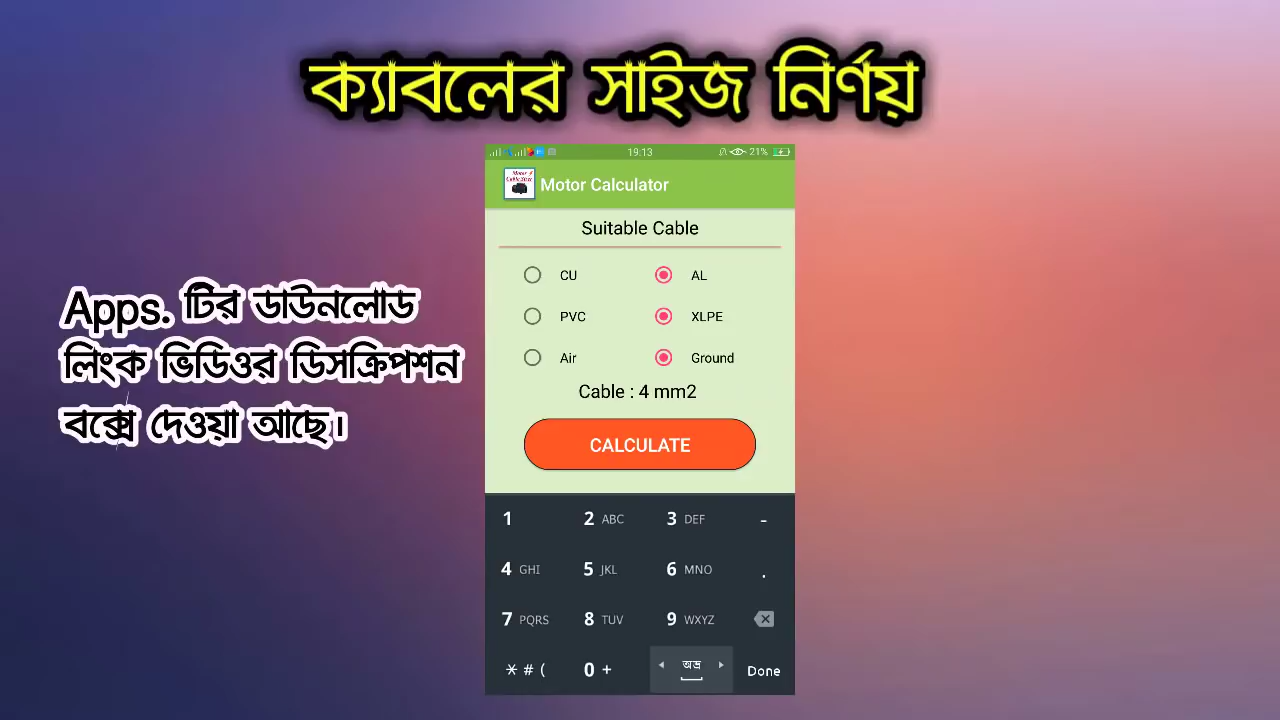 ক্যাবলের সাইজ নির্ণয়
Apps. টির ডাউনলোড
লিংক ভিডিওর ডিসক্রিপশন
বক্সে দেওয়া আছে।
19:13 21%
Motor Calculator
Suitable Cable
CU AL
PVC XLPE
Air Ground
Cable : 4 mm2
CALCULATE
1 2 ABC 3 DEF -
4 GHI 5 JKL 6 MNO .
7 PQRS 8 TUV 9 WXYZ
* # ( 0 + অভ্র Done